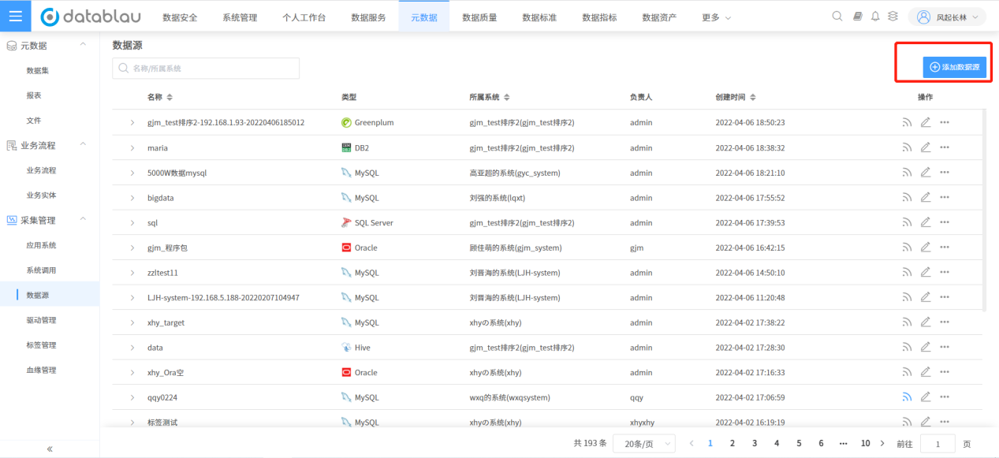 datablau 数据安全 系统管理 个人工作台 数据服务 元数据 数据质量 数据标准 数据指标 数据资产 更多 风起长林
元数据
数据集
报表
文件
业务流程
业务流程
业务实体
采集管理
应用系统
系统调用
数据源
驱动管理
标签管理
血缘管理
«
数据源
名称/所属系统
添加数据源
名称 类型 所属系统 负责人 创建时间 操作
gjm_test排序2-192.168.1.93-20220406185012 Greenplum gjm_test排序2(gjm_test排序2) admin 2022-04-06 18:50:23
maria DB2 gjm_test排序2(gjm_test排序2) admin 2022-04-06 18:38:32
5000W数据mysql MySQL 高亚超的系统(gyc_system) admin 2022-04-06 18:21:10
bigdata MySQL 刘强的系统(lqxt) admin 2022-04-06 17:55:52
sql SQL Server gjm_test排序2(gjm_test排序2) admin 2022-04-06 17:39:53
gjm_程序包 Oracle 顾佳萌的系统(gjm_system) gjm 2022-04-06 16:42:15
zzltest11 MySQL 刘晋海的系统(LJH-system) admin 2022-04-06 14:50:10
LJH-system-192.168.5.188-20220207104947 MySQL 刘晋海的系统(LJH-system) admin 2022-04-06 11:20:48
xhy_target MySQL xhyの系统(xhy) admin 2022-04-02 17:38:22
data Hive gjm_test排序2(gjm_test排序2) admin 2022-04-02 17:28:30
xhy_Ora空 Oracle xhyの系统(xhy) admin 2022-04-02 17:16:33
qqy0224 MySQL wxq的系统(wxqsystem) qqy 2022-04-02 17:06:59
标签测试 MySQL xhyの系统(xhy) xhyxhy 2022-04-02 16:19:19
共 193 条 20条/页 1 2 3 4 5 6 ••• 10 前往 1 页